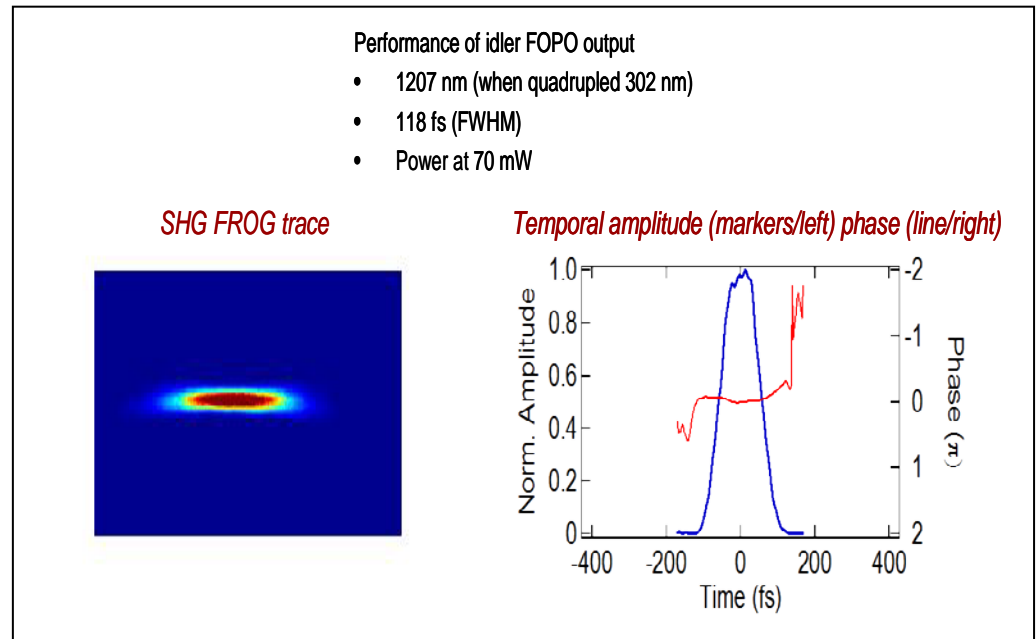 Performance of idler FOPO output
• 1207 nm (when quadrupled 302 nm)
• 118 fs (FWHM)
• Power at 70 mW
SHG FROG trace
Temporal amplitude (markers/left) phase (line/right)
Norm. Amplitude
1.0
0.8
0.6
0.4
0.2
0
-400 -200 0 200 400
Time (fs)
-2
-1
0
1
2
Phase (π)